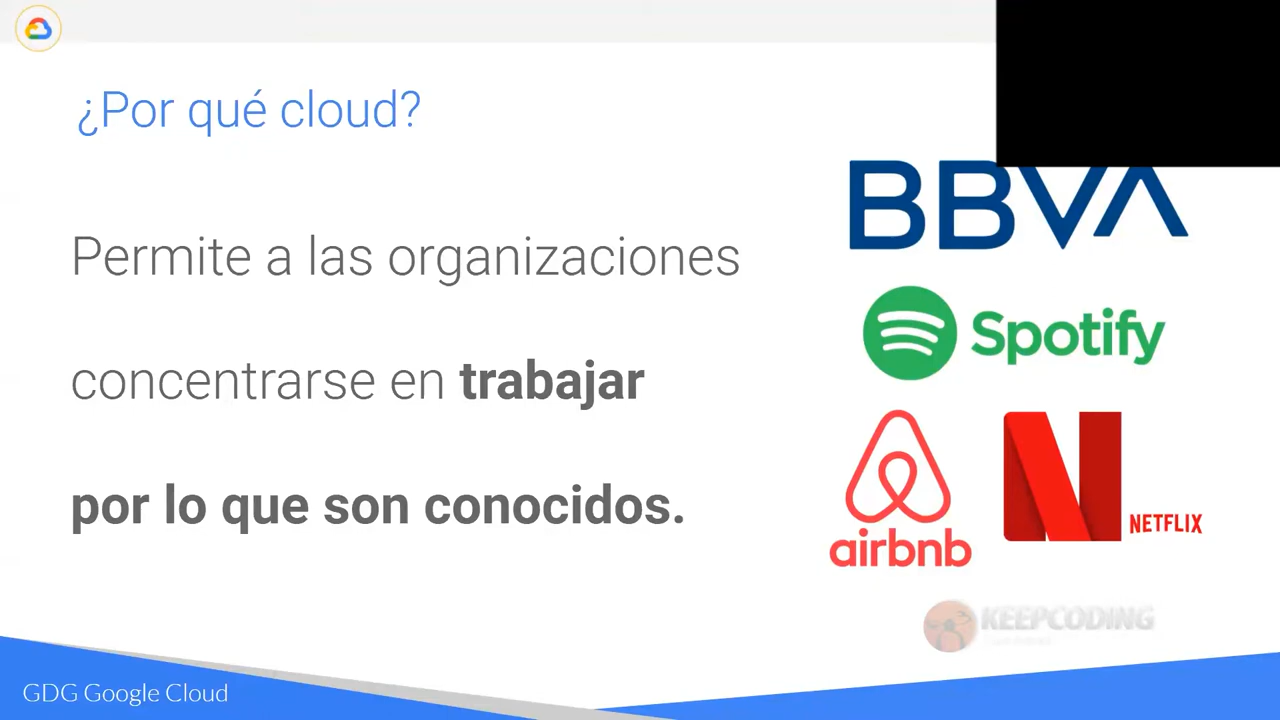 ¿Por qué cloud?
Permite a las organizaciones
concentrarse en trabajar
por lo que son conocidos.
BBVA
Spotify
airbnb
NETFLIX
KEEPCODING
GDG Google Cloud